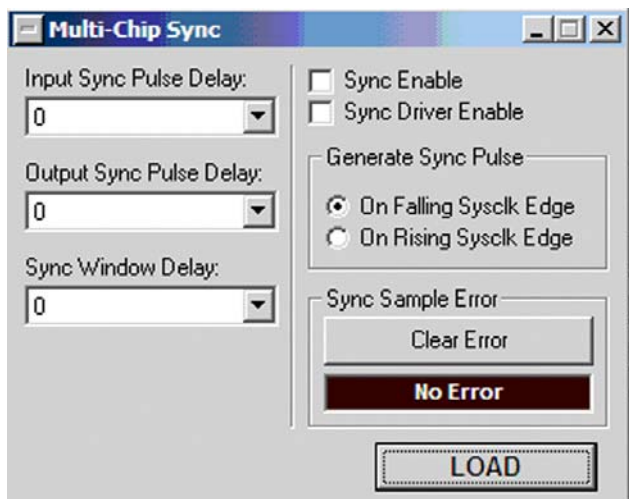 Multi-Chip Sync
Input Sync Pulse Delay:
0
Output Sync Pulse Delay:
0
Sync Window Delay:
0
Sync Enable
Sync Driver Enable
Generate Sync Pulse
On Falling Sysclk Edge
On Rising Sysclk Edge
Sync Sample Error
Clear Error
No Error
LOAD